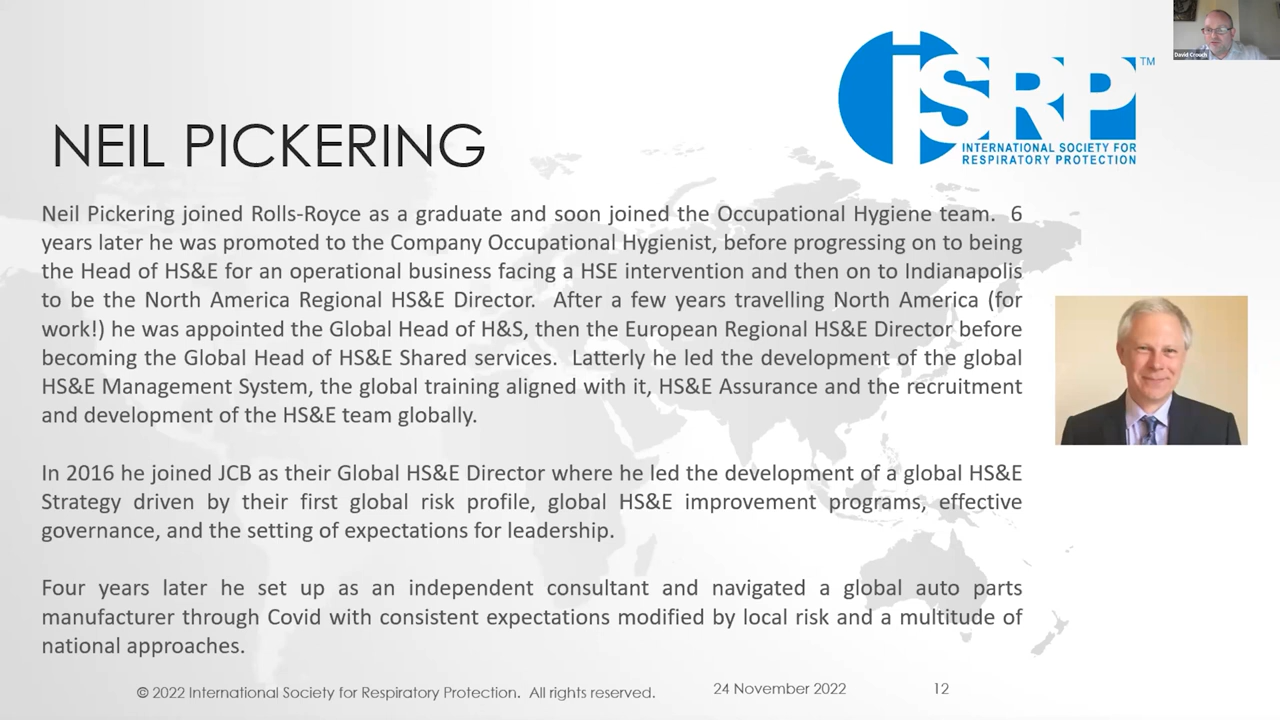 David Crouch
iSRP™
INTERNATIONAL SOCIETY FOR
RESPIRATORY PROTECTION
NEIL PICKERING
Neil Pickering joined Rolls-Royce as a graduate and soon joined the Occupational Hygiene team. 6
years later he was promoted to the Company Occupational Hygienist, before progressing on to being
the Head of HS&E for an operational business facing a HSE intervention and then on to Indianapolis
to be the North America Regional HS&E Director. After a few years travelling North America (for
work!) he was appointed the Global Head of H&S, then the European Regional HS&E Director before
becoming the Global Head of HS&E Shared services. Latterly he led the development of the global
HS&E Management System, the global training aligned with it, HS&E Assurance and the recruitment
and development of the HS&E team globally.
In 2016 he joined JCB as their Global HS&E Director where he led the development of a global HS&E
Strategy driven by their first global risk profile, global HS&E improvement programs, effective
governance, and the setting of expectations for leadership.
Four years later he set up as an independent consultant and navigated a global auto parts
manufacturer through Covid with consistent expectations modified by local risk and a multitude of
national approaches.
© 2022 International Society for Respiratory Protection. All rights reserved.
24 November 2022
12